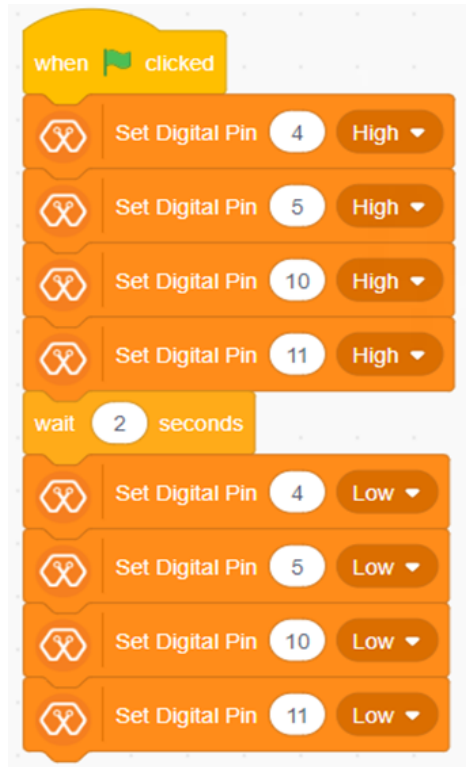 when clicked
Set Digital Pin 4 High
Set Digital Pin 5 High
Set Digital Pin 10 High
Set Digital Pin 11 High
wait 2 seconds
Set Digital Pin 4 Low
Set Digital Pin 5 Low
Set Digital Pin 10 Low
Set Digital Pin 11 Low